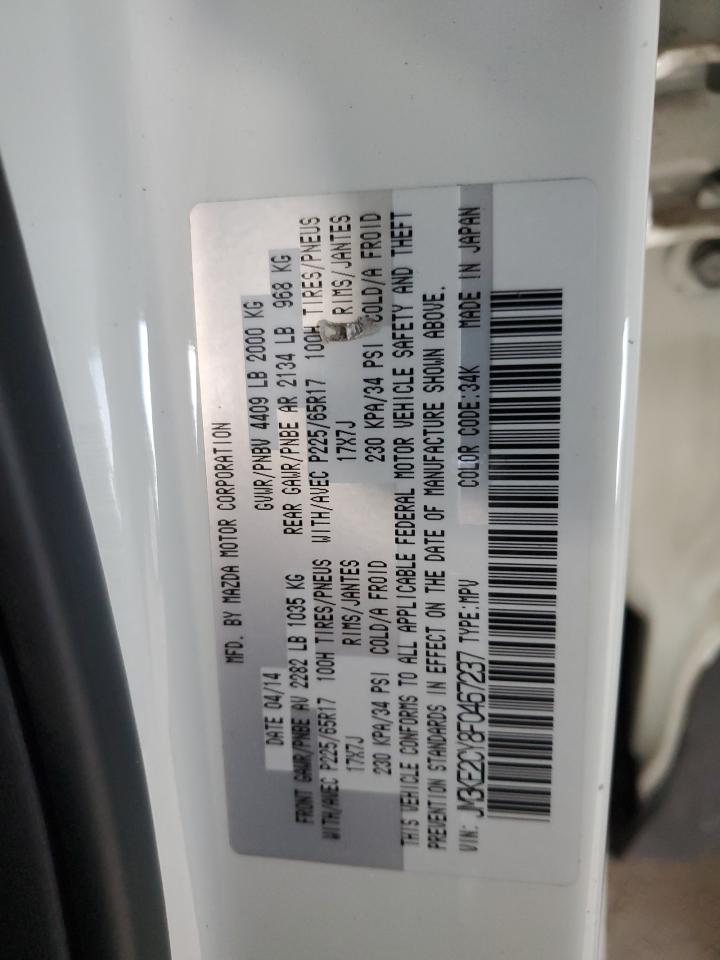 MFD. BY MAZDA MOTOR CORPORATION
DATE 04/14 GVWR/PNBV 4409 LB 2000 KG
FRONT GAWR/PNBE AV 2282 LB 1035 KG REAR GAWR/PNBE AR 2134 LB 968 KG
WITH/AVEC P225/65R17 100H TIRES/PNEUS WITH/AVEC P225/65R17 100H TIRES/PNEUS
17X7J RIMS/JANTES 17X7J RIMS/JANTES
230 KPA/34 PSI COLD/A FROID 230 KPA/34 PSI COLD/A FROID
THIS VEHICLE CONFORMS TO ALL APPLICABLE FEDERAL MOTOR VEHICLE SAFETY AND THEFT
PREVENTION STANDARDS IN EFFECT ON THE DATE OF MANUFACTURE SHOWN ABOVE.
VIN: JM3KE2CY8F0467237 TYPE:MPV COLOR CODE:34K MADE IN JAPAN